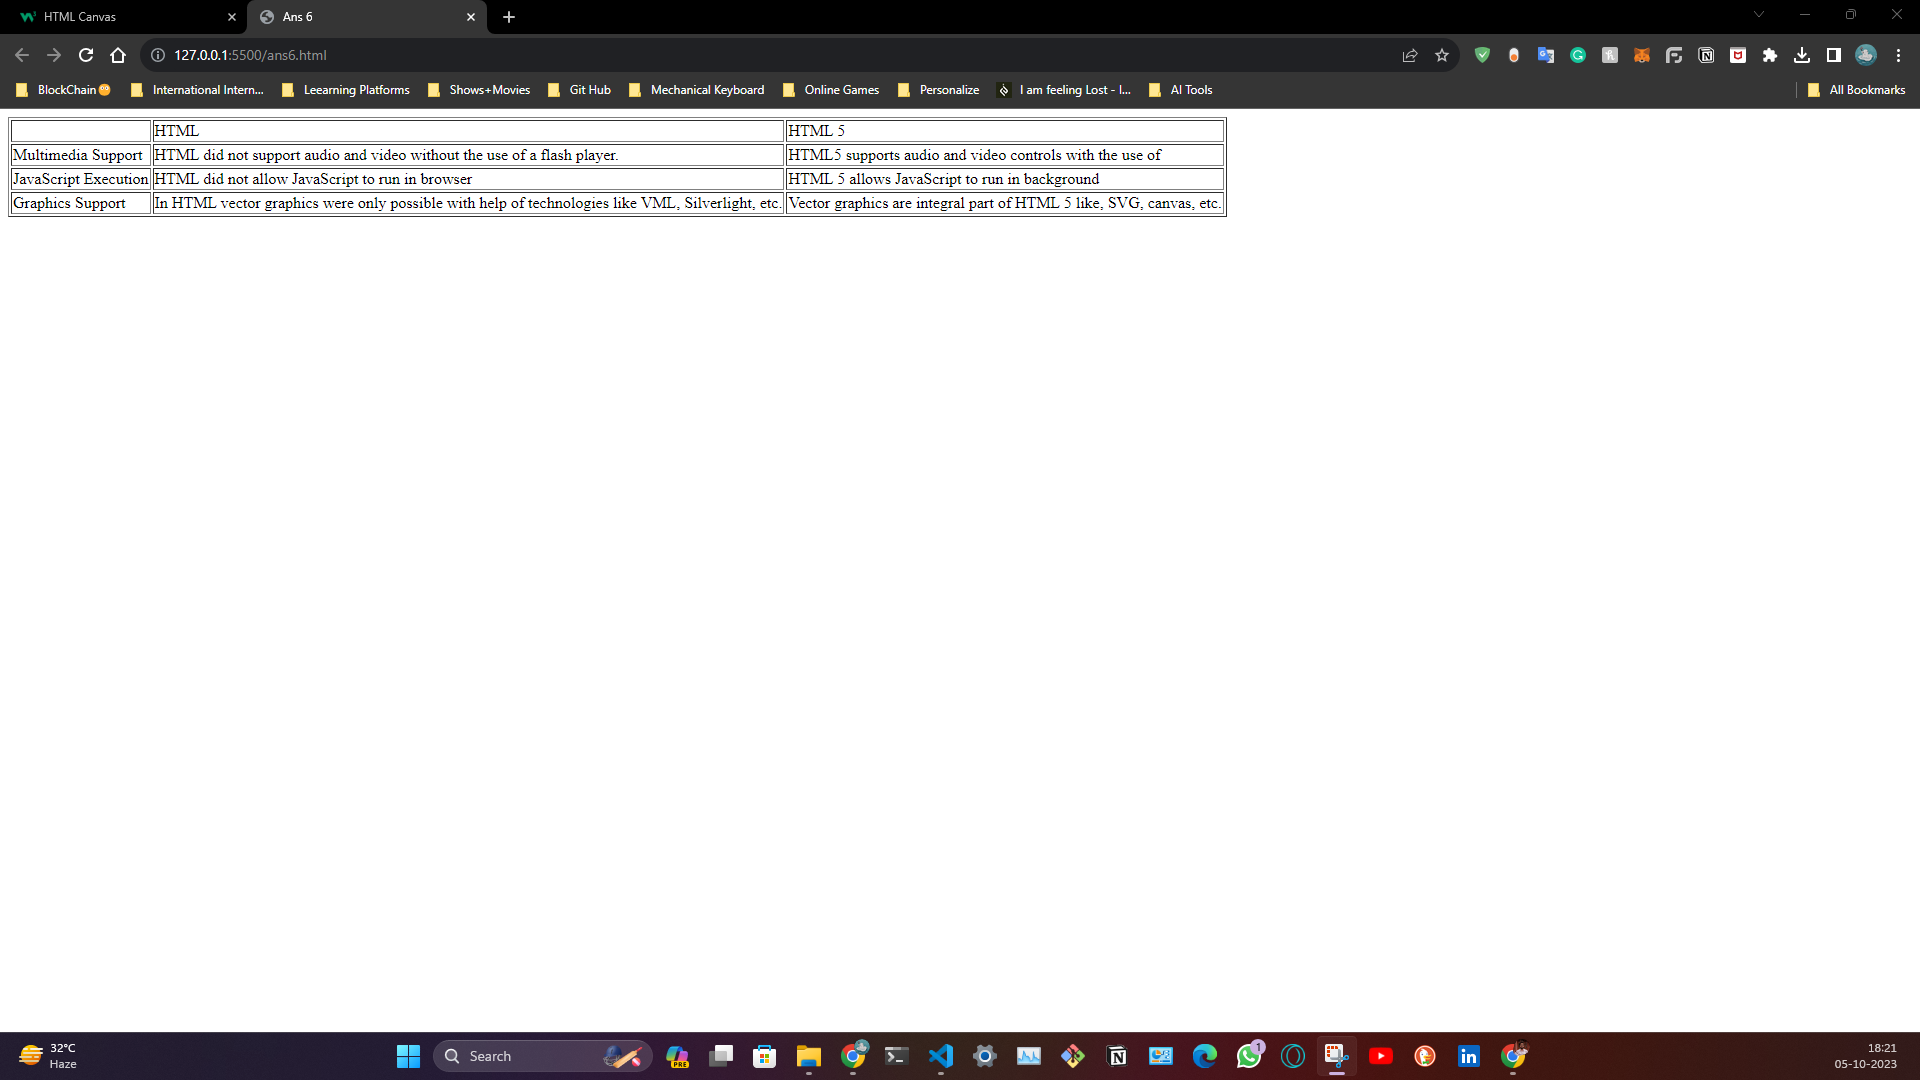 HTML Canvas
Ans 6
127.0.0.1:5500/ans6.html
BlockChain International Intern... Leearning Platforms Shows+Movies Git Hub Mechanical Keyboard Online Games Personalize I am feeling Lost - I... AI Tools All Bookmarks
HTML HTML 5
Multimedia Support HTML did not support audio and video without the use of a flash player. HTML5 supports audio and video controls with the use of
JavaScript Execution HTML did not allow JavaScript to run in browser HTML 5 allows JavaScript to run in background
Graphics Support In HTML vector graphics were only possible with help of technologies like VML, Silverlight, etc. Vector graphics are integral part of HTML 5 like, SVG, canvas, etc.
32°C
Haze
Search
PRE
1
18:21
05-10-2023